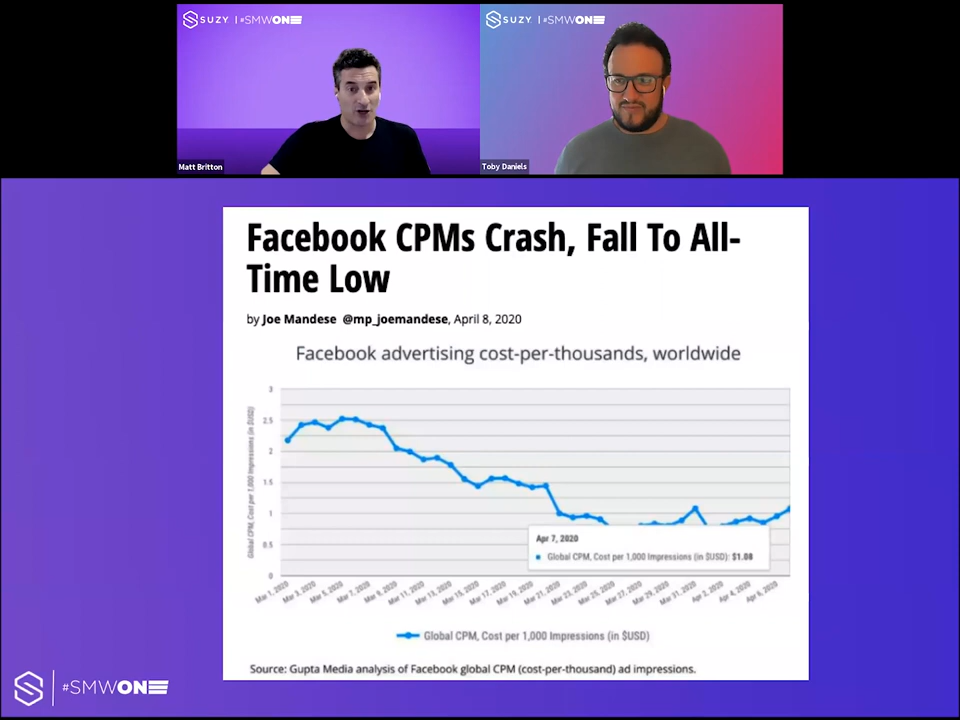 SUZY | #SMWONE
SUZY | #SMWONE
Matt Britton
Toby Daniels
Facebook CPMs Crash, Fall To All-
Time Low
by Joe Mandese @mp_joemandese, April 8, 2020
Facebook advertising cost-per-thousands, worldwide
Global CPM, Cost per 1,000 Impressions (in $USD)
3
2.5
2
1.5
1
0.5
0
Apr 7, 2020
Global CPM, Cost per 1,000 Impressions (in $USD): $1.08
Mar 1, 2020
Mar 3, 2020
Mar 5, 2020
Mar 7, 2020
Mar 9, 2020
Mar 11, 2020
Mar 13, 2020
Mar 15, 2020
Mar 17, 2020
Mar 19, 2020
Mar 21, 2020
Mar 23, 2020
Mar 25, 2020
Mar 27, 2020
Mar 29, 2020
Mar 31, 2020
Apr 2, 2020
Apr 4, 2020
Apr 6, 2020
Global CPM, Cost per 1,000 Impressions (in $USD)
Source: Gupta Media analysis of Facebook global CPM (cost-per-thousand) ad impressions.
#SMWONE